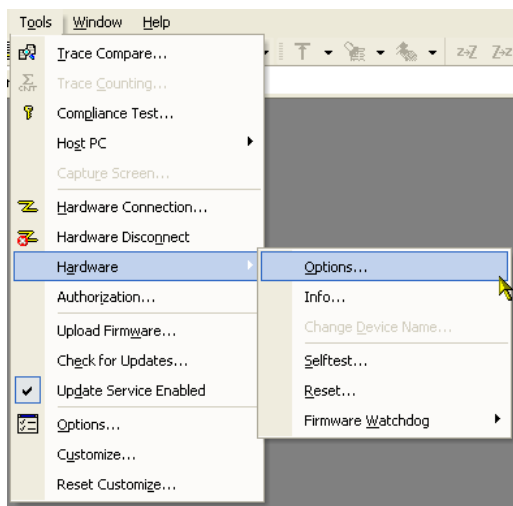 Tools Window Help
Trace Compare...
CNT Trace Counting...
Compliance Test...
Host PC
Capture Screen...
Hardware Connection...
Hardware Disconnect
Hardware
Authorization...
Upload Firmware...
Check for Updates...
Update Service Enabled
Options...
Customize...
Reset Customize...
Options...
Info...
Change Device Name...
Selftest...
Reset...
Firmware Watchdog